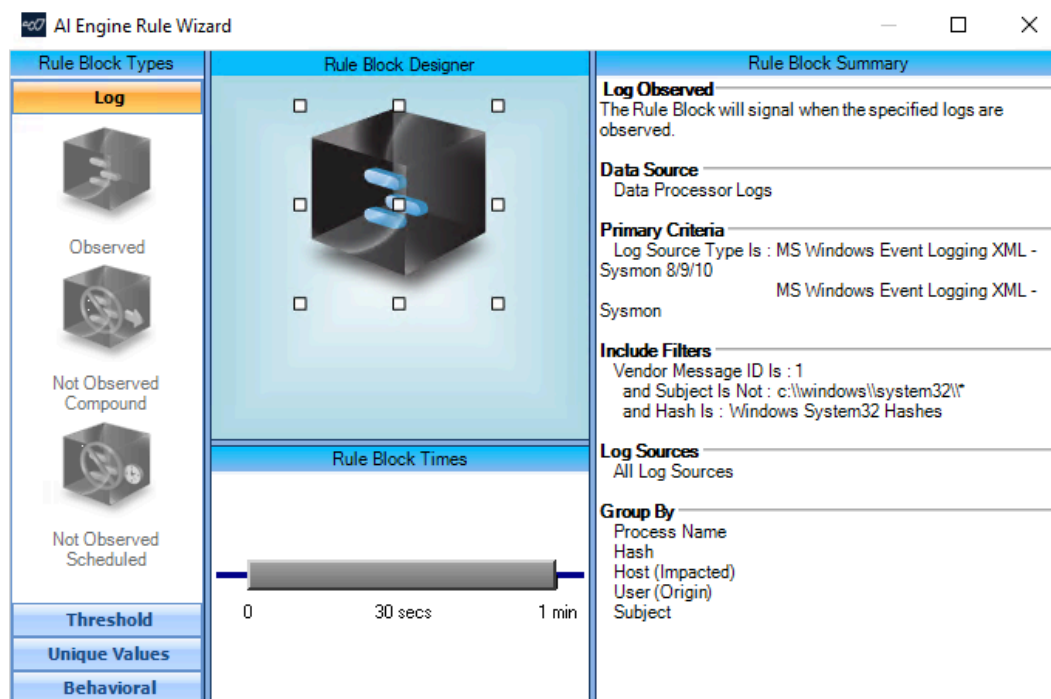 AI Engine Rule Wizard
Rule Block Types
Log
Observed
Not Observed
Compound
Not Observed
Scheduled
Threshold
Unique Values
Behavioral
Rule Block Designer
Rule Block Times
0 30 secs 1 min
Rule Block Summary
Log Observed
The Rule Block will signal when the specified logs are
observed.
Data Source
Data Processor Logs
Primary Criteria
Log Source Type Is : MS Windows Event Logging XML -
Sysmon 8/9/10
MS Windows Event Logging XML -
Sysmon
Include Filters
Vendor Message ID Is : 1
and Subject Is Not : c:\\windows\\system32\\*
and Hash Is : Windows System32 Hashes
Log Sources
All Log Sources
Group By
Process Name
Hash
Host (Impacted)
User (Origin)
Subject